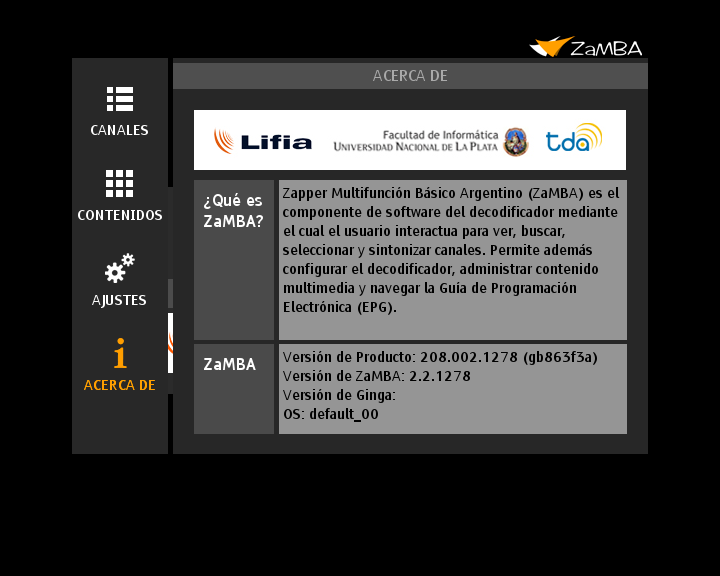 ZaMBA
ACERCA DE
CANALES
CONTENIDOS
AJUSTES
ACERCA DE
Lifia
Facultad de Informática
UNIVERSIDAD NACIONAL DE LA PLATA
tda
¿Qué es
ZaMBA?
Zapper Multifunción Básico Argentino (ZaMBA) es el
componente de software del decodificador mediante
el cual el usuario interactua para ver, buscar,
seleccionar y sintonizar canales. Permite además
configurar el decodificador, administrar contenido
multimedia y navegar la Guía de Programación
Electrónica (EPG).
ZaMBA
Versión de Producto: 208.002.1278 (gb863f3a)
Versión de ZaMBA: 2.2.1278
Versión de Ginga:
OS: default_00